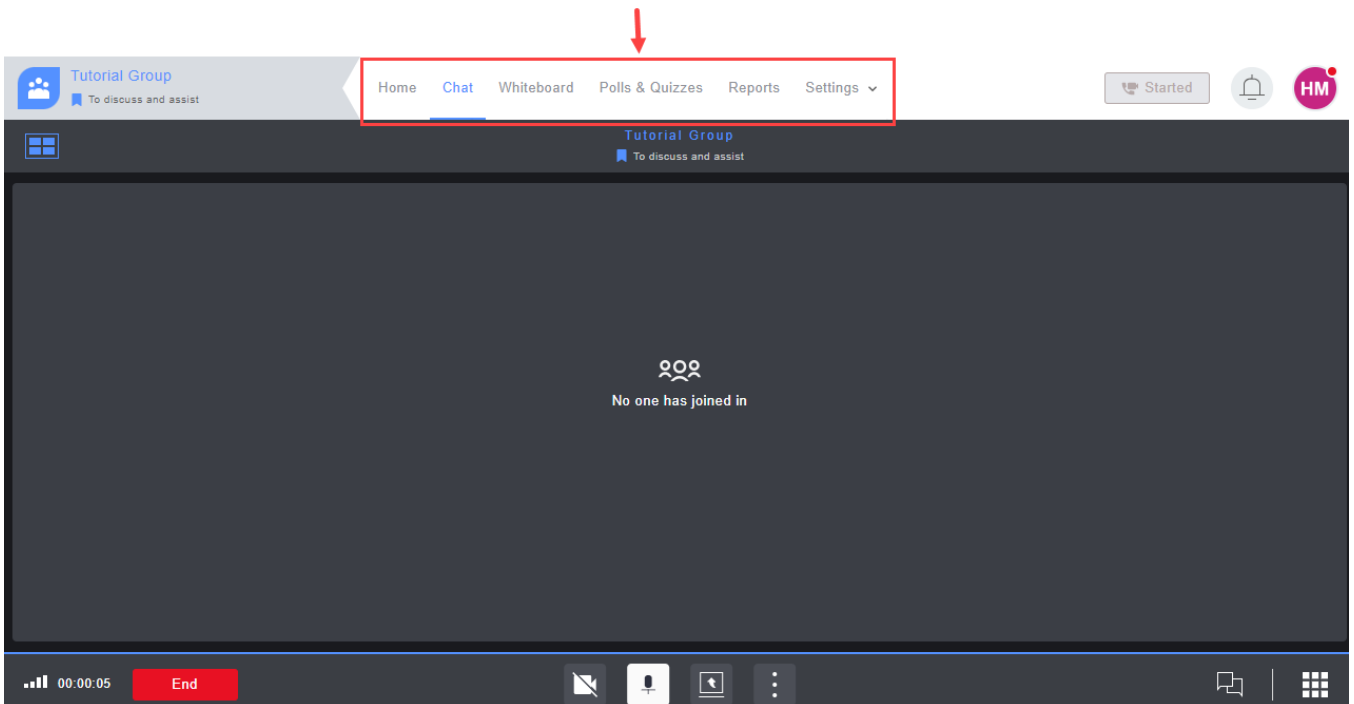 Tutorial Group
To discuss and assist
Home Chat Whiteboard Polls & Quizzes Reports Settings
Started
HM
Tutorial Group
To discuss and assist
No one has joined in
00:00:05
End